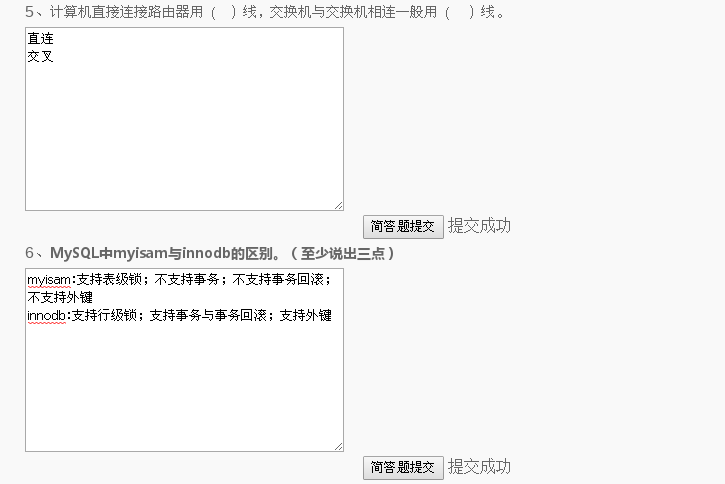 5、计算机直接连接路由器用（　）线，交换机与交换机相连一般用（　）线。
直连
交叉
简答题提交 提交成功
6、MySQL中myisam与innodb的区别。（至少说出三点）
myisam:支持表级锁；不支持事务；不支持事务回滚；
不支持外键
innodb:支持行级锁；支持事务与事务回滚；支持外键
简答题提交 提交成功